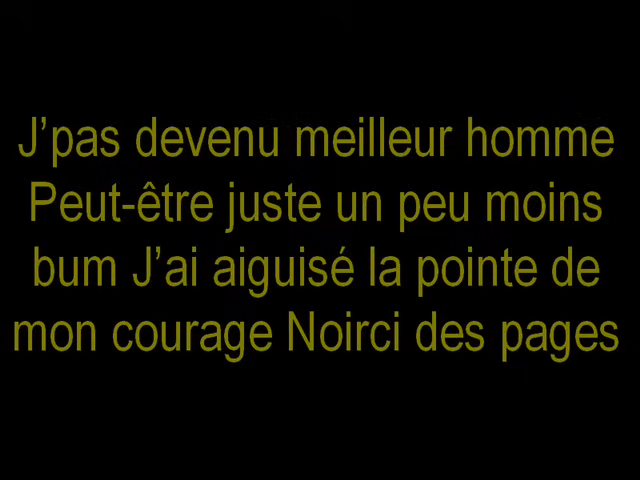 J’pas devenu meilleur homme
Peut-être juste un peu moins
bum J’ai aiguisé la pointe de
mon courage Noirci des pages